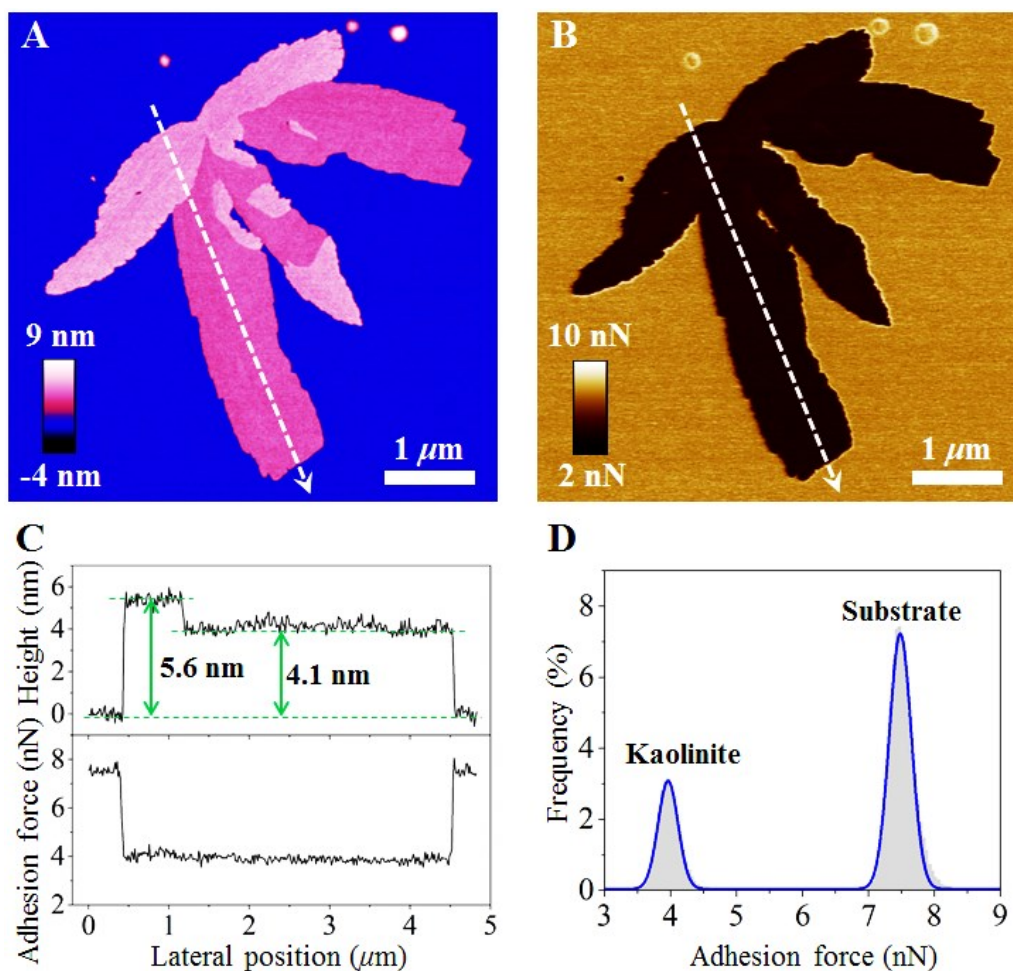 A
9 nm
-4 nm
1 μm
B
10 nN
2 nN
1 μm
C
Height (nm)
6
4
2
0
5.6 nm
4.1 nm
Adhesion force (nN)
8
6
4
2
0 1 2 3 4 5
Lateral position (μm)
D
Frequency (%)
8
6
4
2
0
Kaolinite
Substrate
3 4 5 6 7 8 9
Adhesion force (nN)